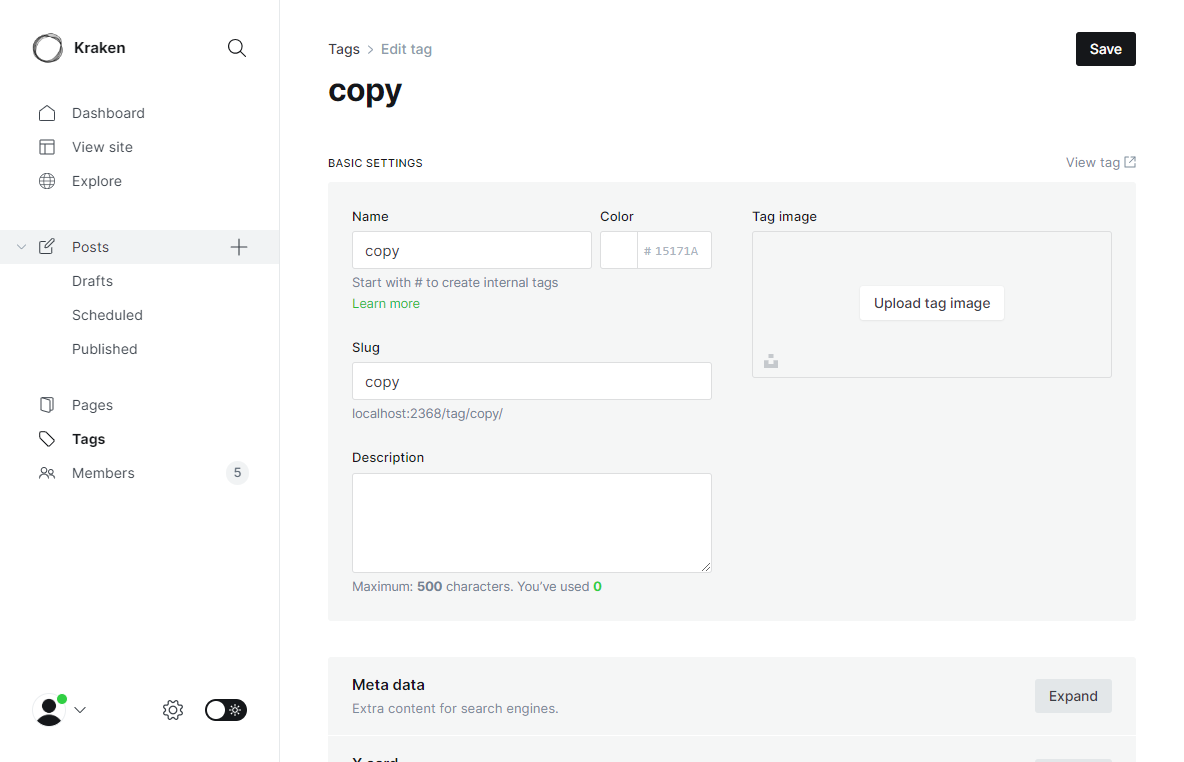 Kraken
Dashboard
View site
Explore
Posts
Drafts
Scheduled
Published
Pages
Tags
Members 5
Tags > Edit tag
Save
copy
BASIC SETTINGS
View tag
Name
copy
Start with # to create internal tags
Learn more
Color
# 15171A
Tag image
Upload tag image
Slug
copy
localhost:2368/tag/copy/
Description
Maximum: 500 characters. You’ve used 0
Meta data
Extra content for search engines.
Expand
X card